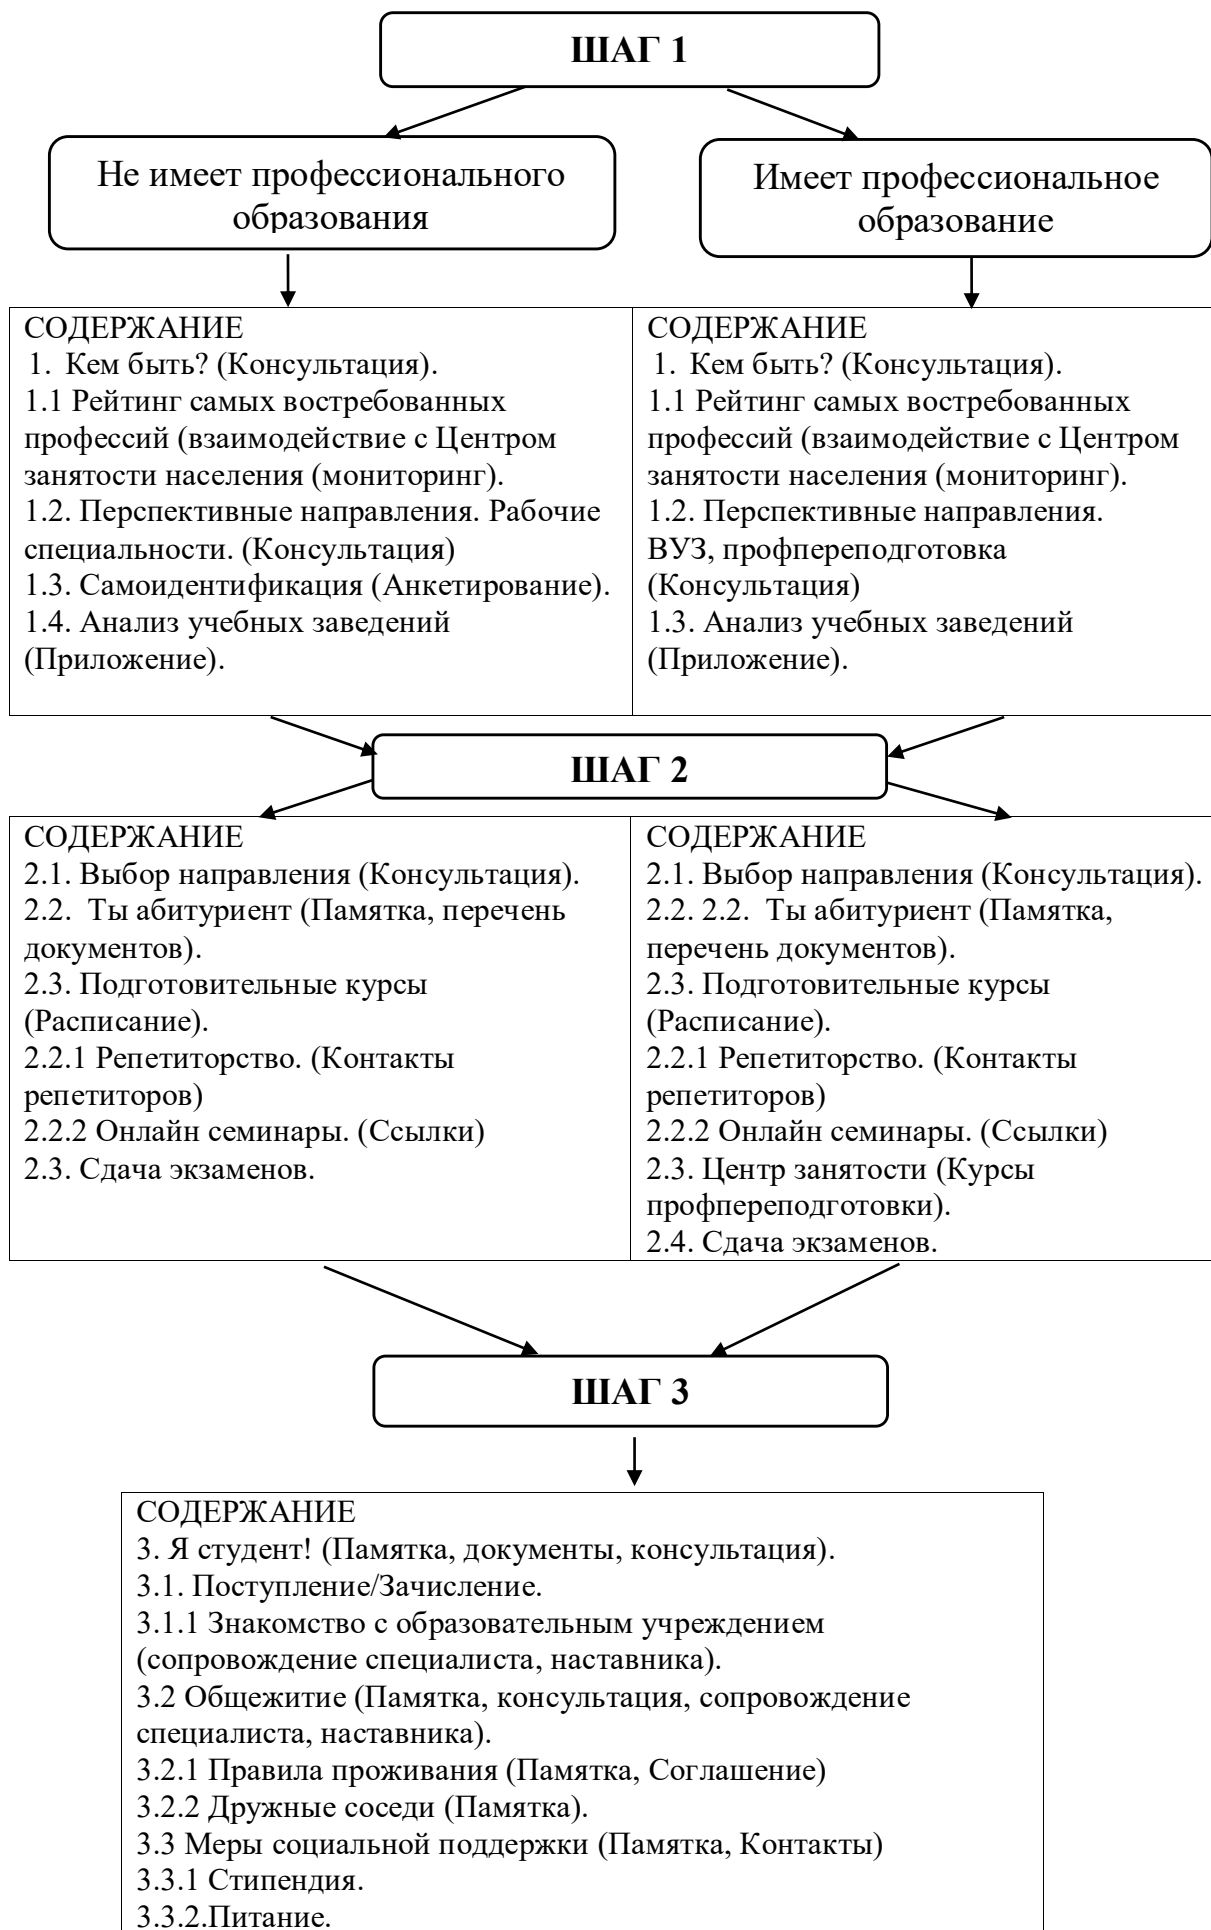 ШАГ 1
Не имеет профессионального
образования
Имеет профессиональное
образование
СОДЕРЖАНИЕ
1. Кем быть? (Консультация).
1.1 Рейтинг самых востребованных
профессий (взаимодействие с Центром
занятости населения (мониторинг).
1.2. Перспективные направления. Рабочие
специальности. (Консультация)
1.3. Самоидентификация (Анкетирование).
1.4. Анализ учебных заведений
(Приложение).
СОДЕРЖАНИЕ
1. Кем быть? (Консультация).
1.1 Рейтинг самых востребованных
профессий (взаимодействие с Центром
занятости населения (мониторинг).
1.2. Перспективные направления.
ВУЗ, профпереподготовка
(Консультация)
1.3. Анализ учебных заведений
(Приложение).
ШАГ 2
СОДЕРЖАНИЕ
2.1. Выбор направления (Консультация).
2.2. Ты абитуриент (Памятка, перечень
документов).
2.3. Подготовительные курсы
(Расписание).
2.2.1 Репетиторство. (Контакты
репетиторов)
2.2.2 Онлайн семинары. (Ссылки)
2.3. Сдача экзаменов.
СОДЕРЖАНИЕ
2.1. Выбор направления (Консультация).
2.2. 2.2. Ты абитуриент (Памятка,
перечень документов).
2.3. Подготовительные курсы
(Расписание).
2.2.1 Репетиторство. (Контакты
репетиторов)
2.2.2 Онлайн семинары. (Ссылки)
2.3. Центр занятости (Курсы
профпереподготовки).
2.4. Сдача экзаменов.
ШАГ 3
СОДЕРЖАНИЕ
3. Я студент! (Памятка, документы, консультация).
3.1. Поступление/Зачисление.
3.1.1 Знакомство с образовательным учреждением
(сопровождение специалиста, наставника).
3.2 Общежитие (Памятка, консультация, сопровождение
специалиста, наставника).
3.2.1 Правила проживания (Памятка, Соглашение)
3.2.2 Дружные соседи (Памятка).
3.3 Меры социальной поддержки (Памятка, Контакты)
3.3.1 Стипендия.
3.3.2.Питание.